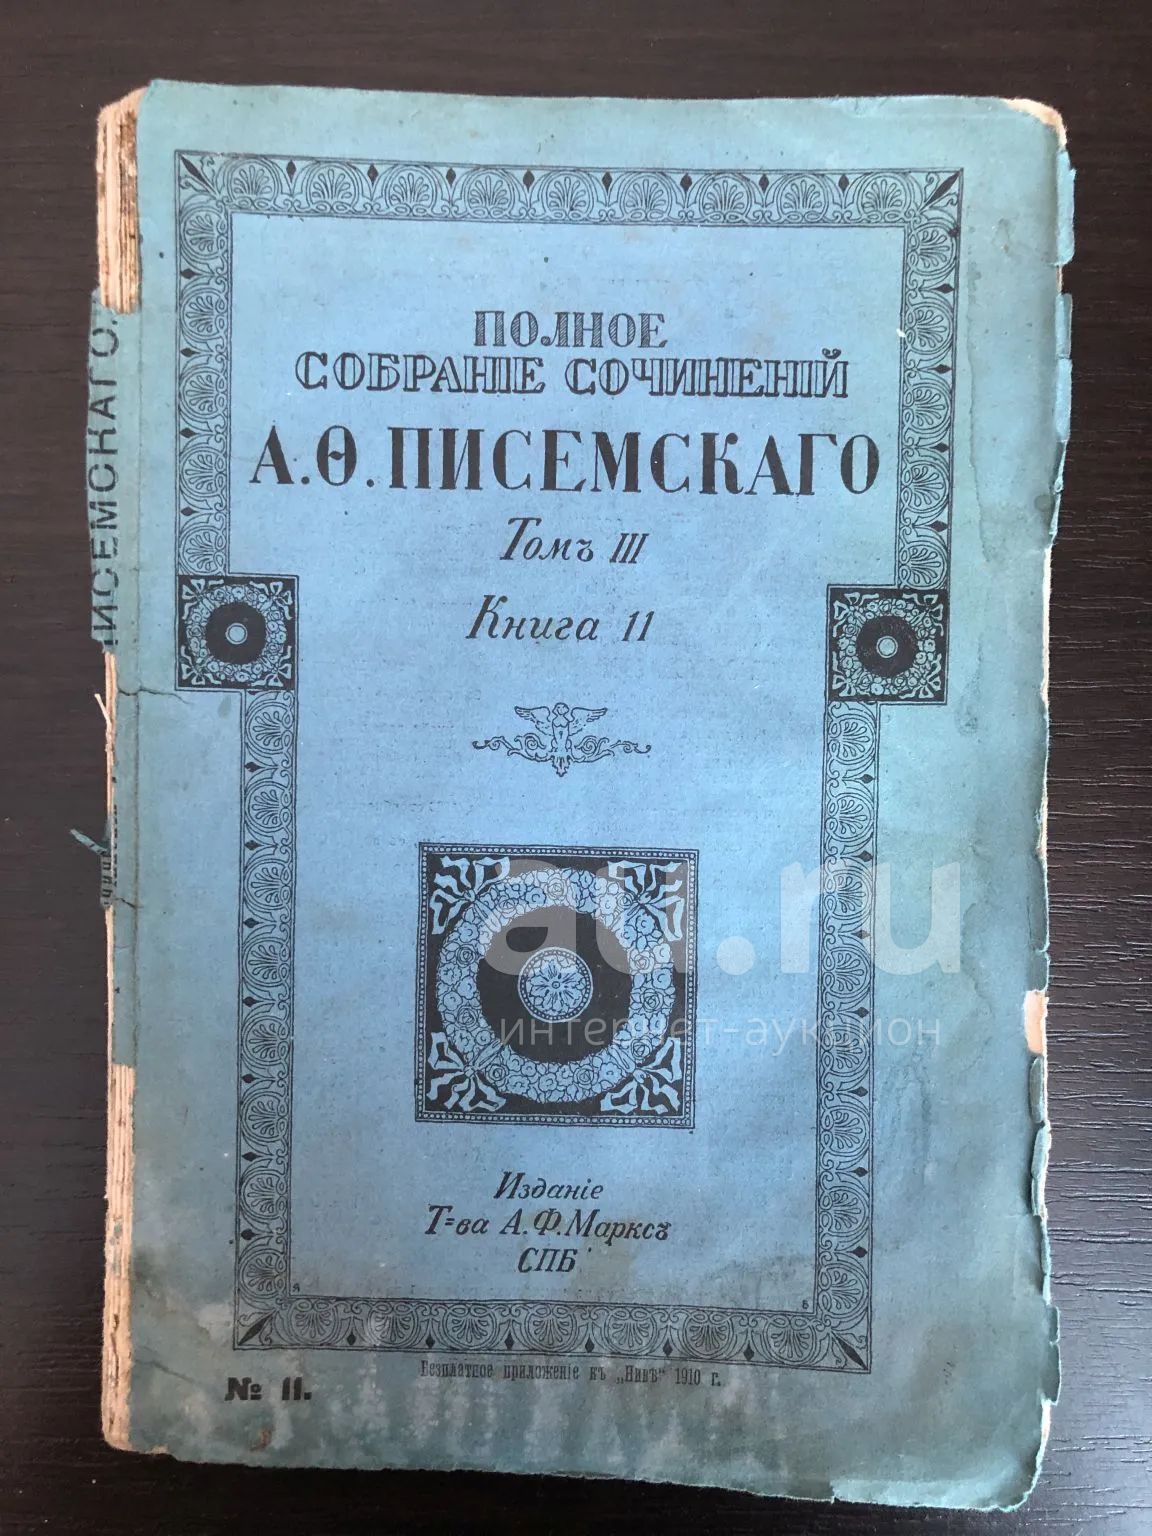 ПОЛНОЕ
СОБРАНІЕ СОЧИНЕНІЙ
А.Ѳ.ПИСЕМСКАГО
Томъ III
Книга 11
Изданіе
Т=ва А.Ф.Марксъ
СПБ
Безплатное приложеніе къ „Нивѣ" 1910 г.
№ 11.
ПИСЕМСКАГО.
au.ru
интернет-аукцион